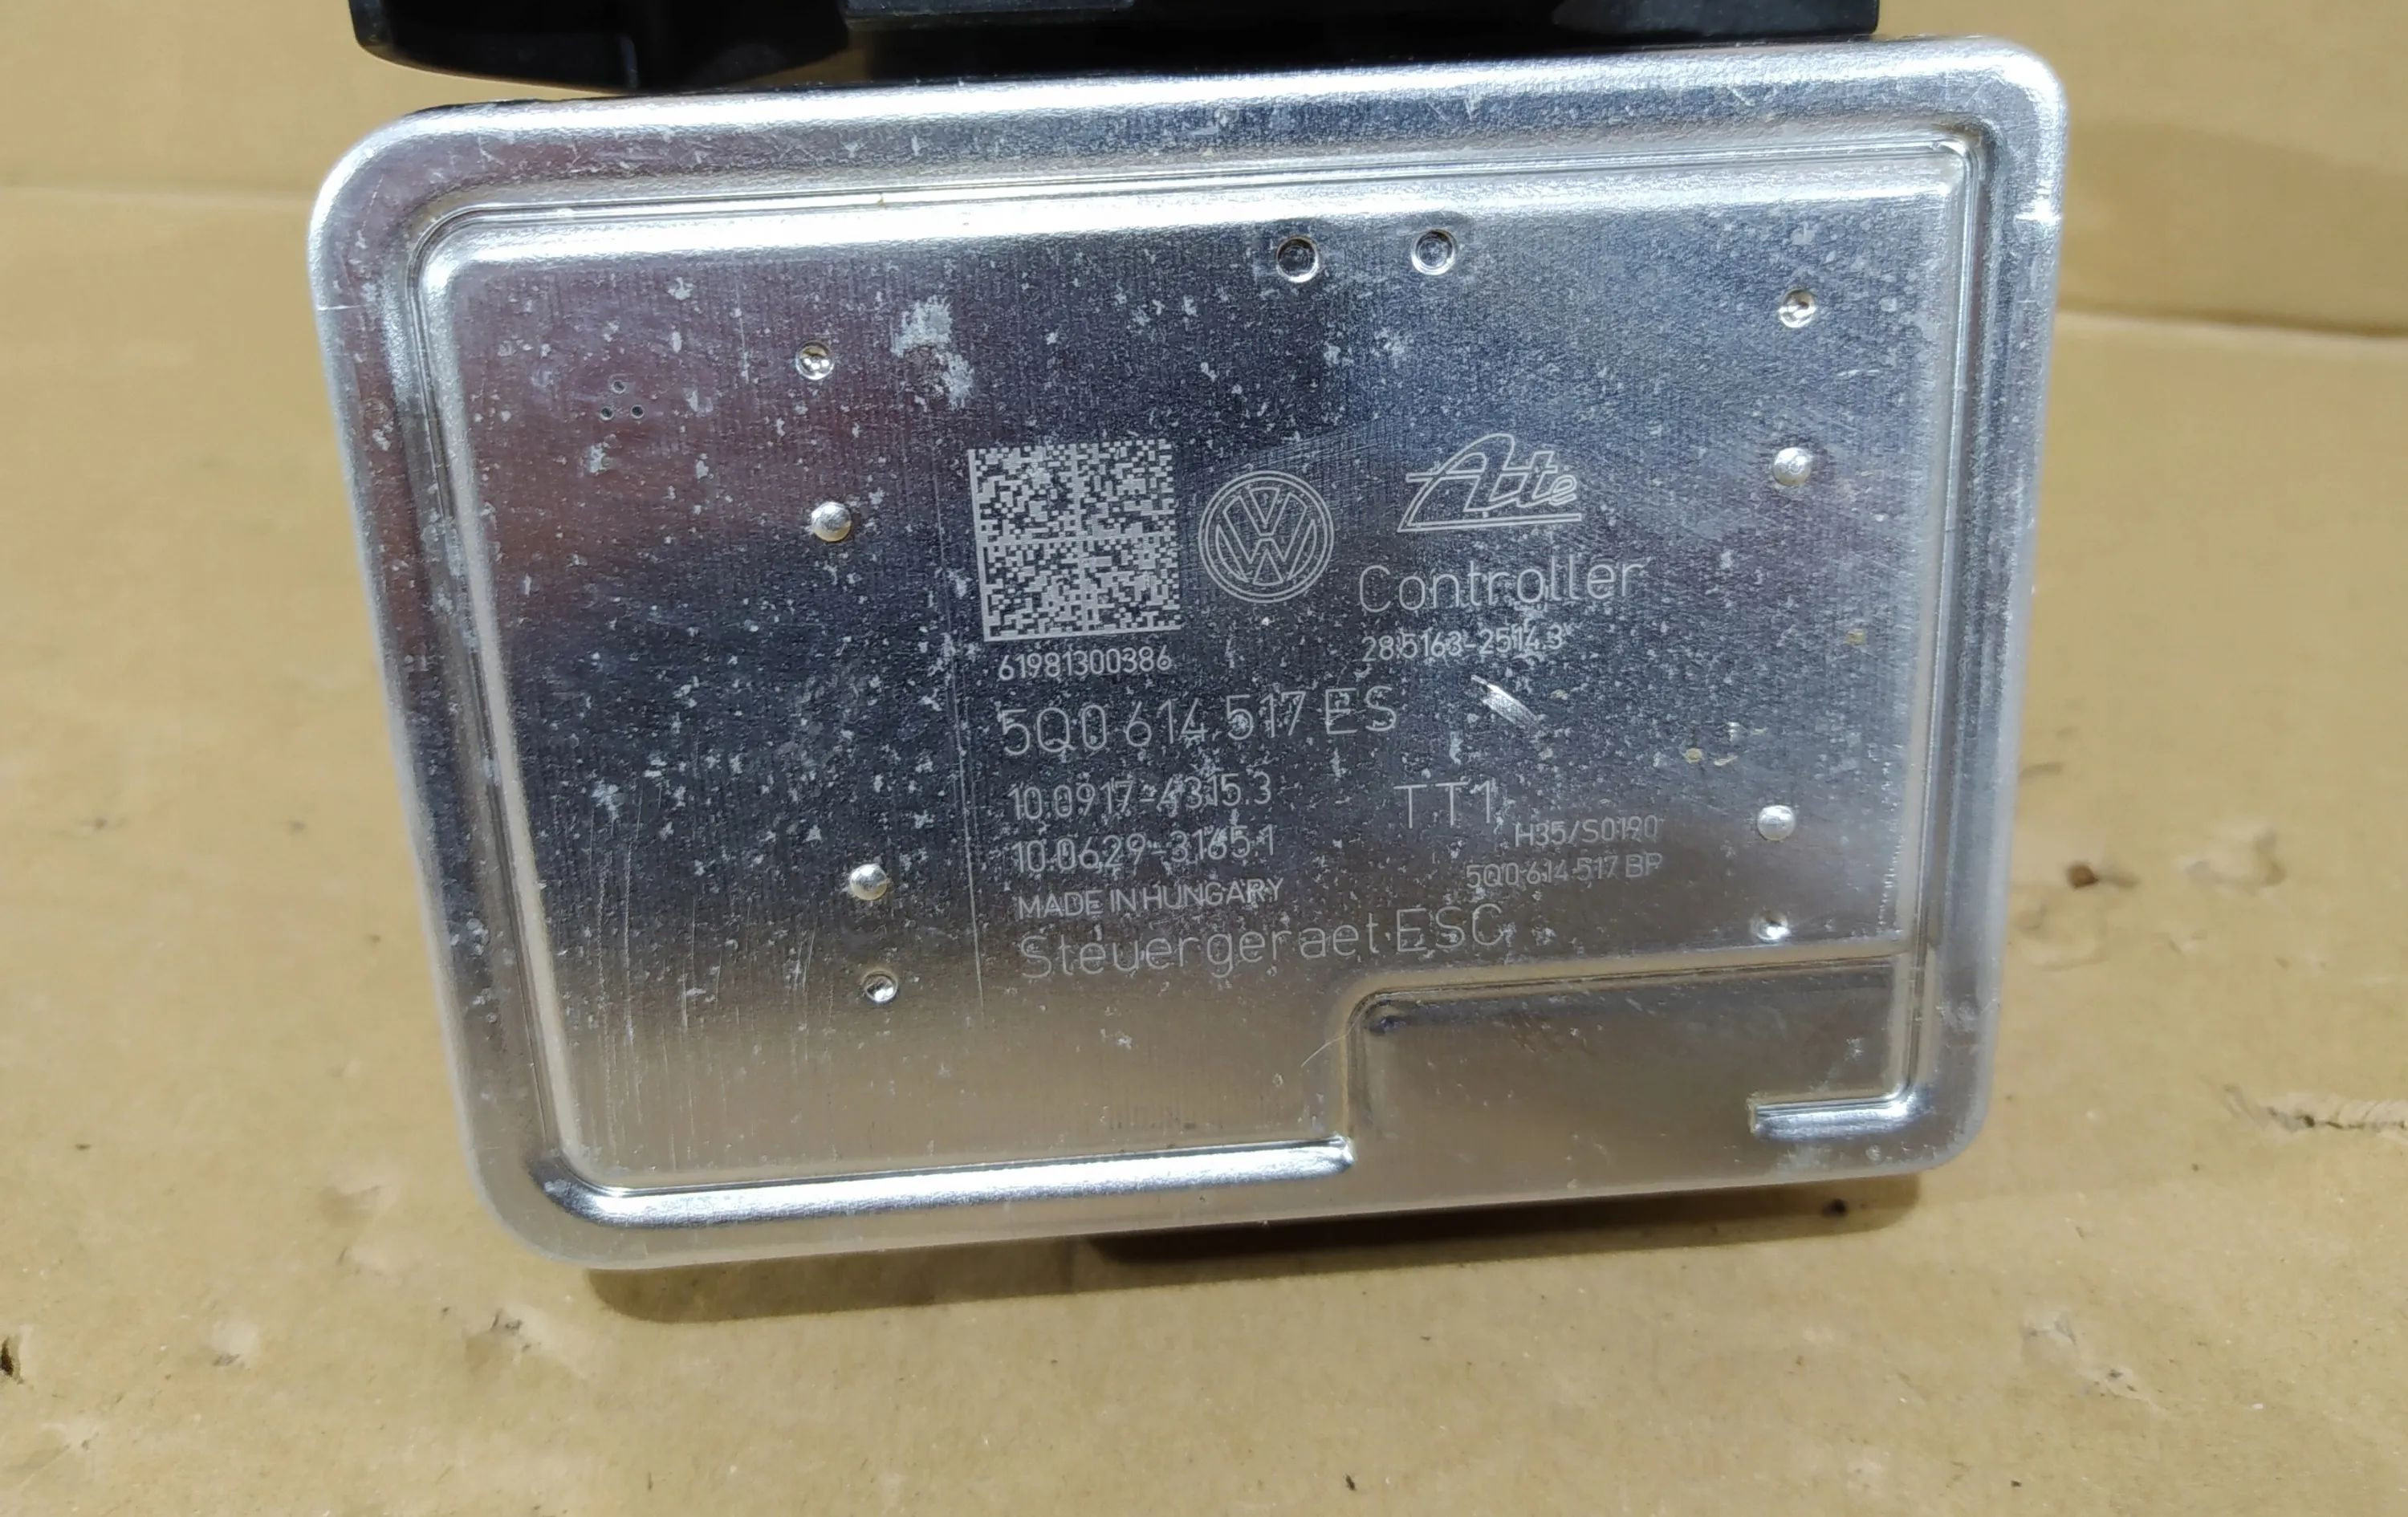 Ate
Controller
28.5163-2514.3
61981300386
5Q0 614 517 ES
10.0917-4315.3
TT1
10.0629-3165.1
H35/S0190
5Q0 614 517 BP
MADE IN HUNGARY
Steuergeraet ESC